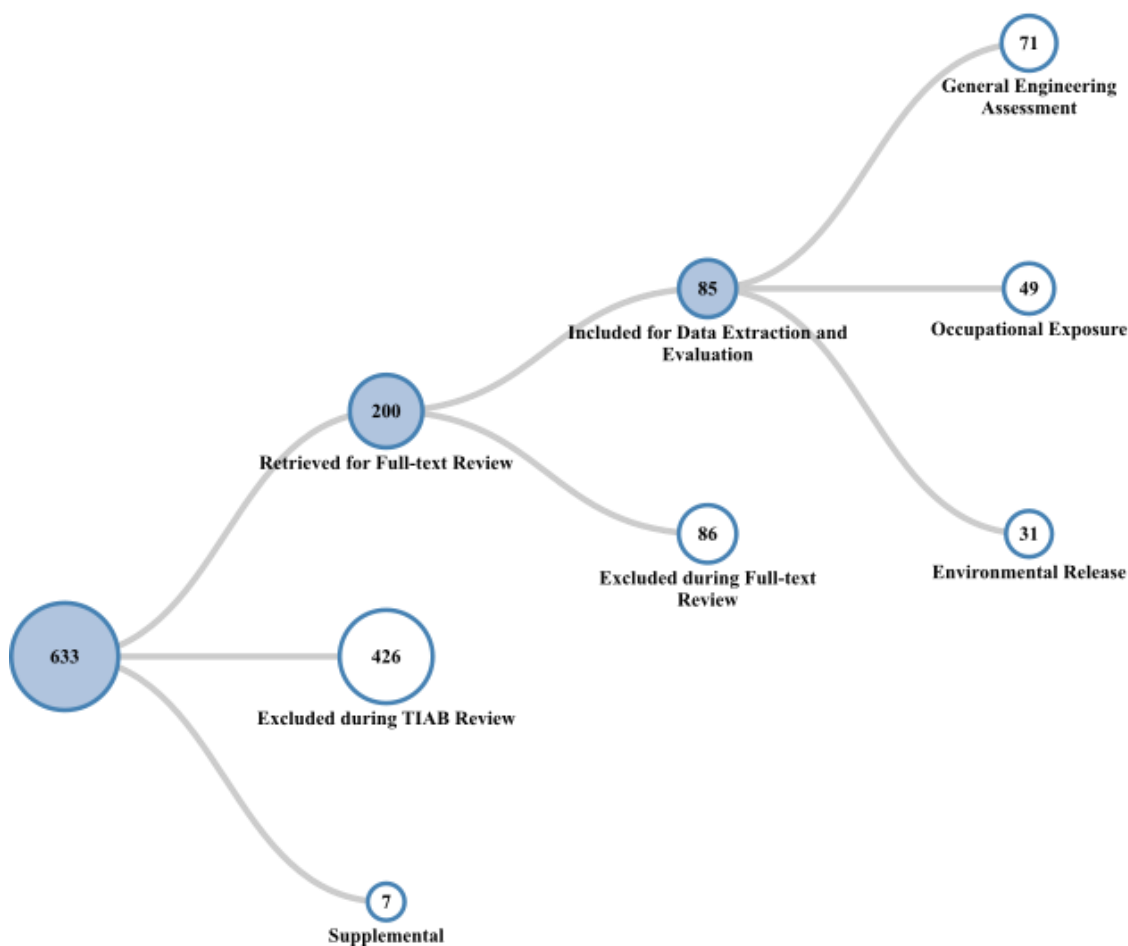 71
General Engineering
Assessment
85
Included for Data Extraction and
Evaluation
49
Occupational Exposure
200
Retrieved for Full-text Review
86
Excluded during Full-text
Review
31
Environmental Release
633
426
Excluded during TIAB Review
7
Supplemental